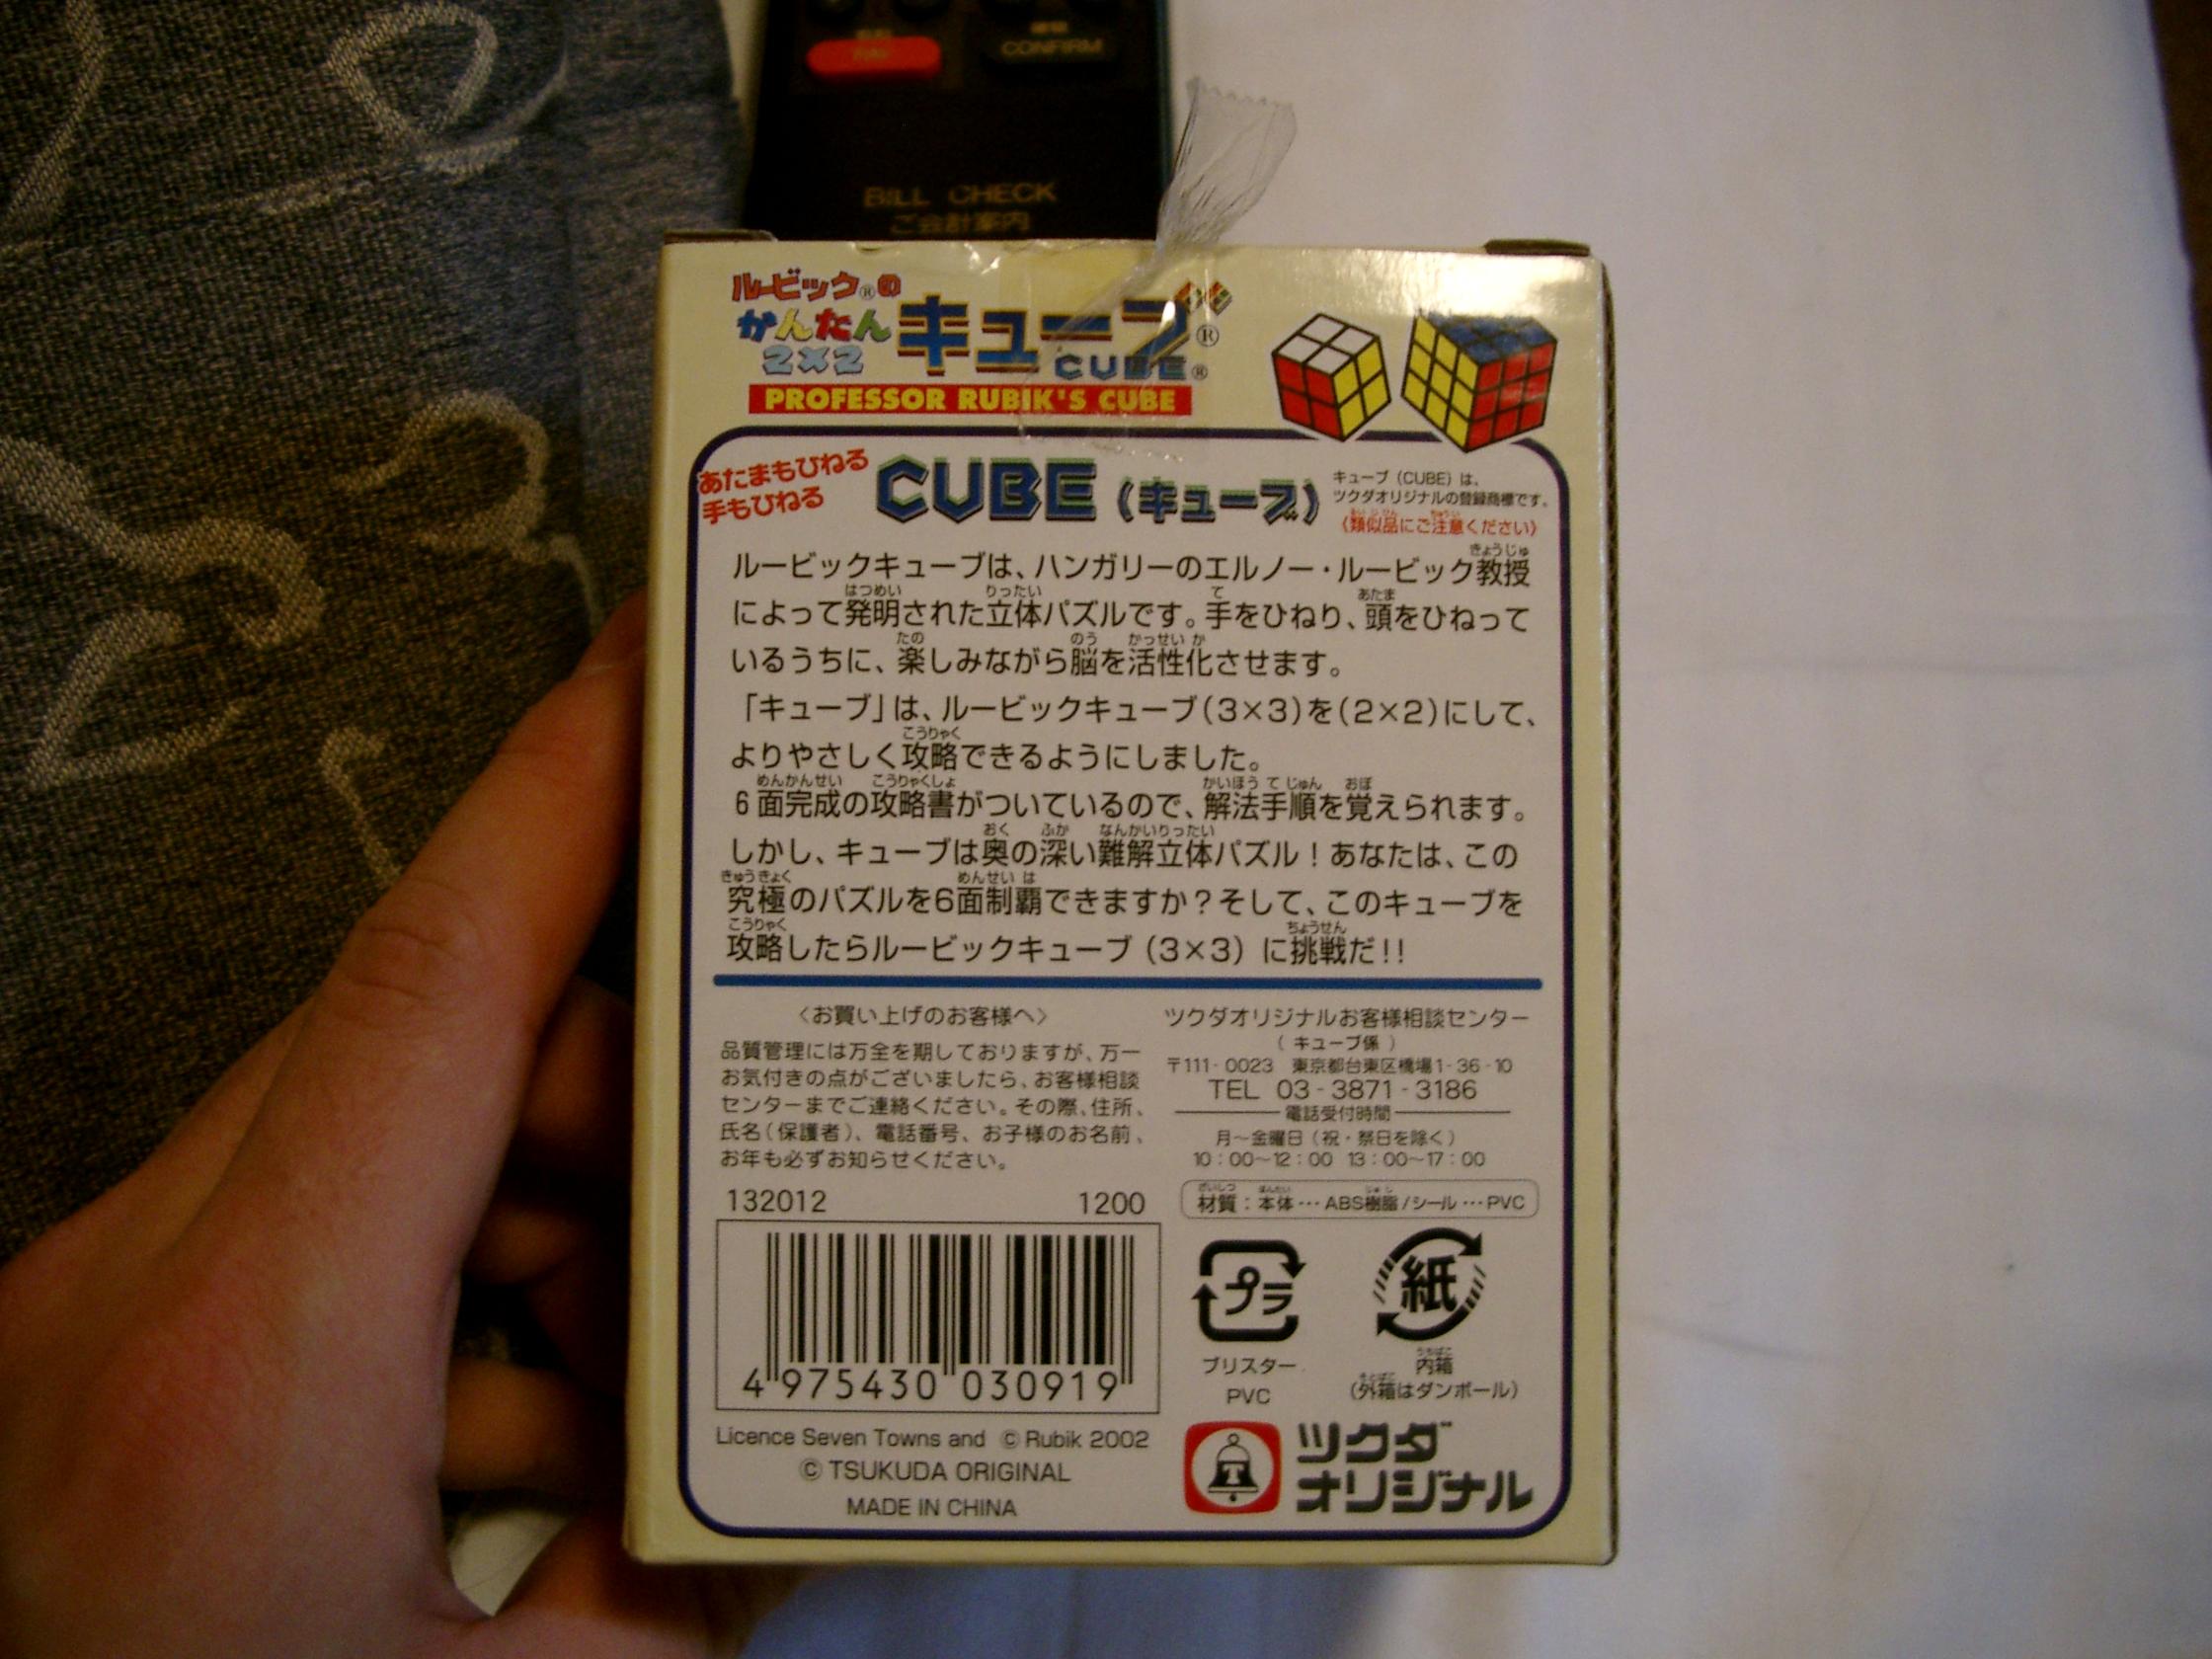 CONFIRM
BILL CHECK
ご会計案内
ルービック®の
かんたん
2×2
キューブ®
CUBE®
PROFESSOR RUBIK'S CUBE
あたまもひねる
手もひねる
CUBE (キューブ)
キューブ (CUBE) は、
ツクダオリジナルの登録商標です。
《類似品にご注意ください》
ルービックキューブは、ハンガリーのエルノー・ルービック教授
によって発明された立体パズルです。手をひねり、頭をひねって
いるうちに、楽しみながら脳を活性化させます。
「キューブ」は、ルービックキューブ(3×3)を(2×2)にして、
よりやさしく攻略できるようにしました。
6面完成の攻略書がついているので、解法手順を覚えられます。
しかし、キューブは奥の深い難解立体パズル!あなたは、この
究極のパズルを6面制覇できますか?そして、このキューブを
攻略したらルービックキューブ (3×3) に挑戦だ!!
〈お買い上げのお客様へ〉
品質管理には万全を期しておりますが、万一
お気付きの点がございましたら、お客様相談
センターまでご連絡ください。その際、住所、
氏名(保護者)、電話番号、お子様のお名前、
お年も必ずお知らせください。
ツクダオリジナルお客様相談センター
( キューブ係 )
〒111-0023 東京都台東区橋場1-36-10
TEL 03-3871-3186
電話受付時間
月~金曜日(祝・祭日を除く)
10:00~12:00 13:00~17:00
材質:本体…ABS樹脂/シール…PVC
132012 1200
4 975430 030919
プラ
ブリスター
PVC
紙
内箱
(外箱はダンボール)
Licence Seven Towns and © Rubik 2002
© TSUKUDA ORIGINAL
MADE IN CHINA
T
ツクダ
オリジナル